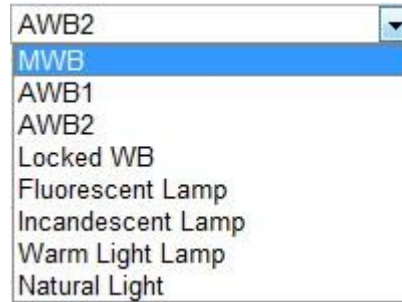 AWB2
MWB
AWB1
AWB2
Locked WB
Fluorescent Lamp
Incandescent Lamp
Warm Light Lamp
Natural Light